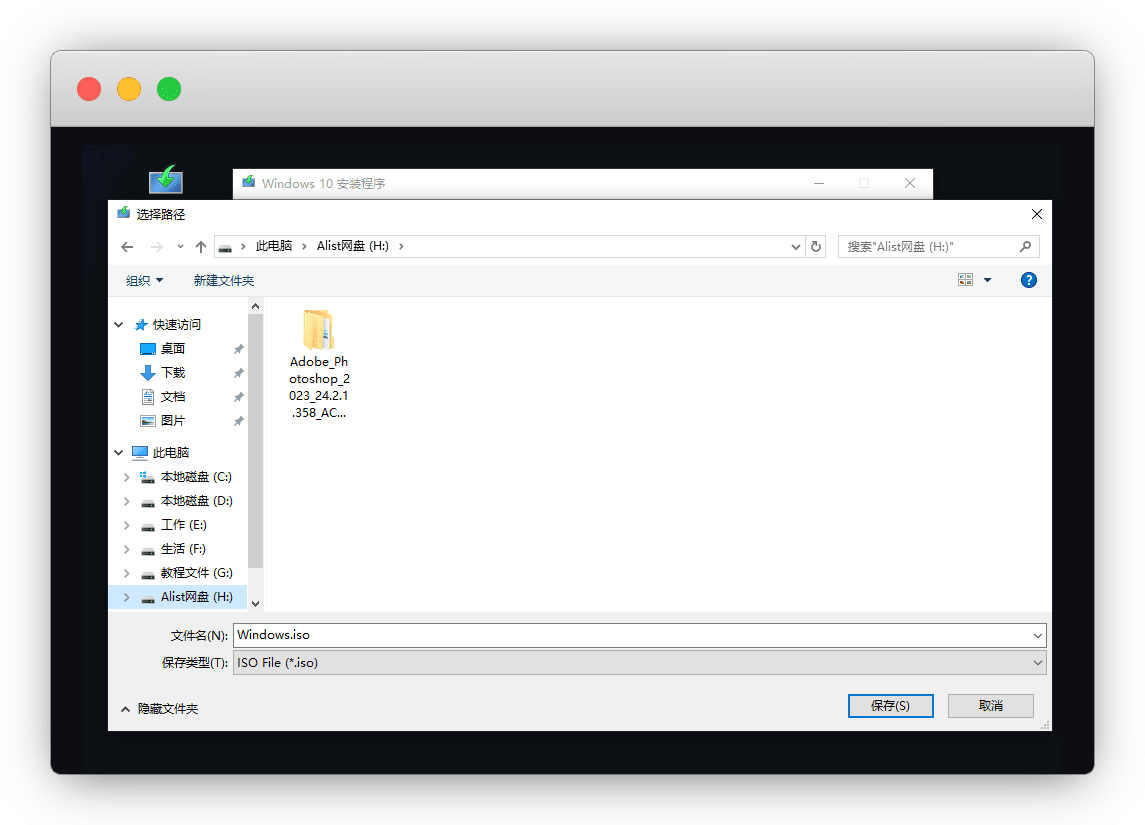 Windows 10 安装程序
选择路径
此电脑 Alist网盘 (H:)
搜索"Alist网盘 (H:)"
组织 新建文件夹
?
快速访问
桌面
下载
文档
图片
此电脑
本地磁盘 (C:)
本地磁盘 (D:)
工作 (E:)
生活 (F:)
教程文件 (G:)
Alist网盘 (H:)
Adobe_Ph
otoshop_2
023_24.2.1
.358_AC...
文件名(N): Windows.iso
保存类型(T): ISO File (*.iso)
隐藏文件夹
保存(S) 取消